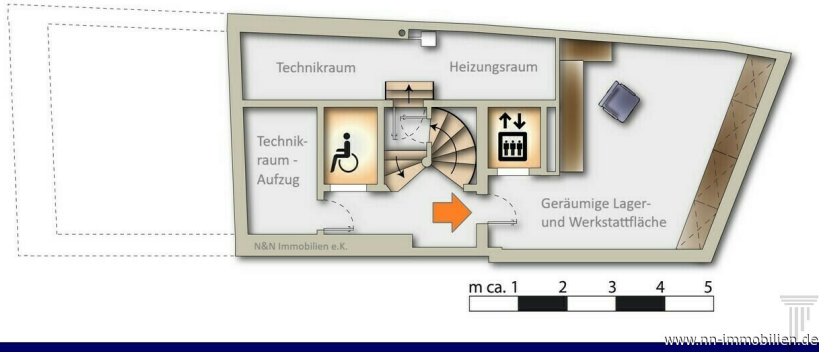 Technikraum
Heizungsraum
Technik-
raum -
Aufzug
Geräumige Lager-
und Werkstattfläche
N&N Immobilien e.K.
m ca. 1 2 3 4 5
www.nn-immobilien.de